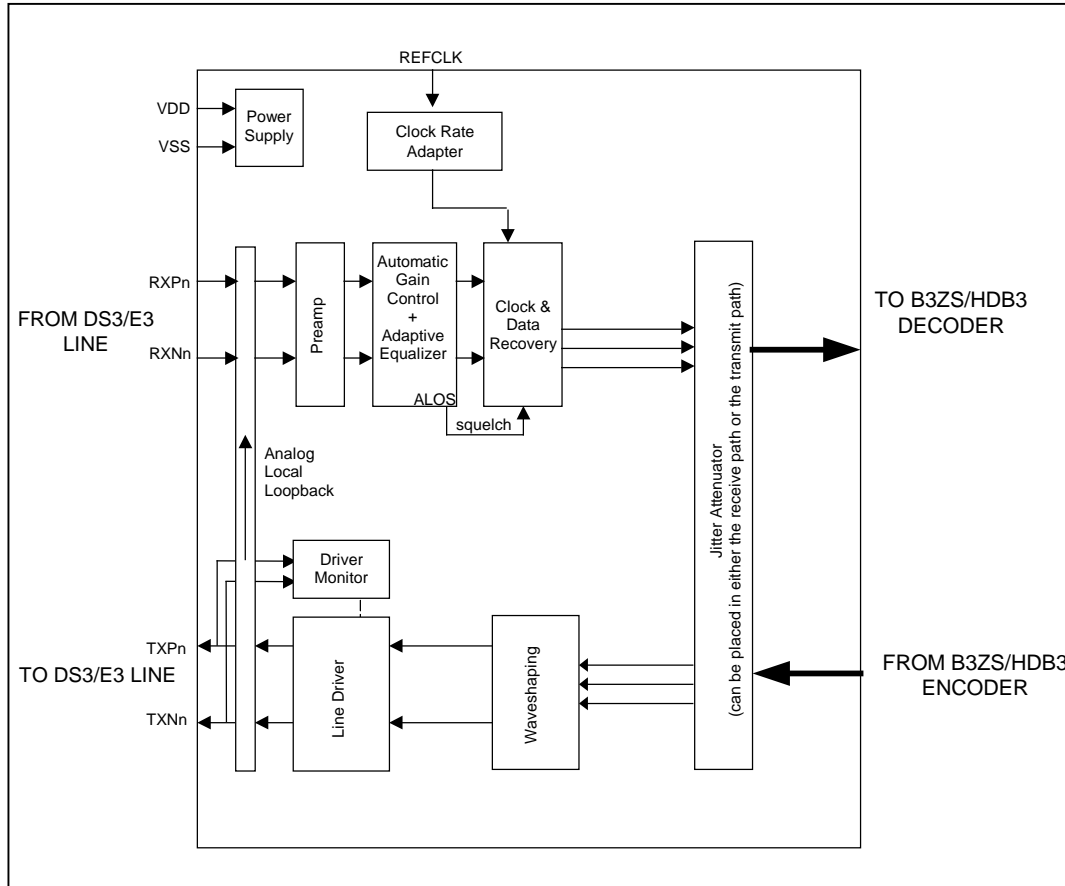 REFCLK
VDD
VSS
Power
Supply
Clock Rate
Adapter
RXPn
FROM DS3/E3
LINE
RXNn
Preamp
Automatic
Gain
Control
+
Adaptive
Equalizer
ALOS
squelch
Clock &
Data
Recovery
Jitter Attenuator
(can be placed in either the receive path or the transmit path)
TO B3ZS/HDB3
DECODER
Analog
Local
Loopback
Driver
Monitor
TXPn
TO DS3/E3 LINE
TXNn
Line Driver
Waveshaping
FROM B3ZS/HDB3
ENCODER